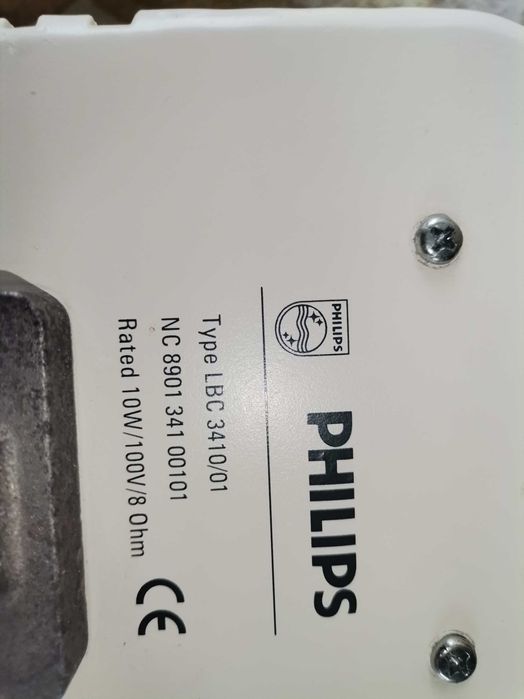 PHILIPS
PHILIPS
Type LBC 3410/01
NC 8901 341 00101
Rated 10W/100V/8 Ohm
CE